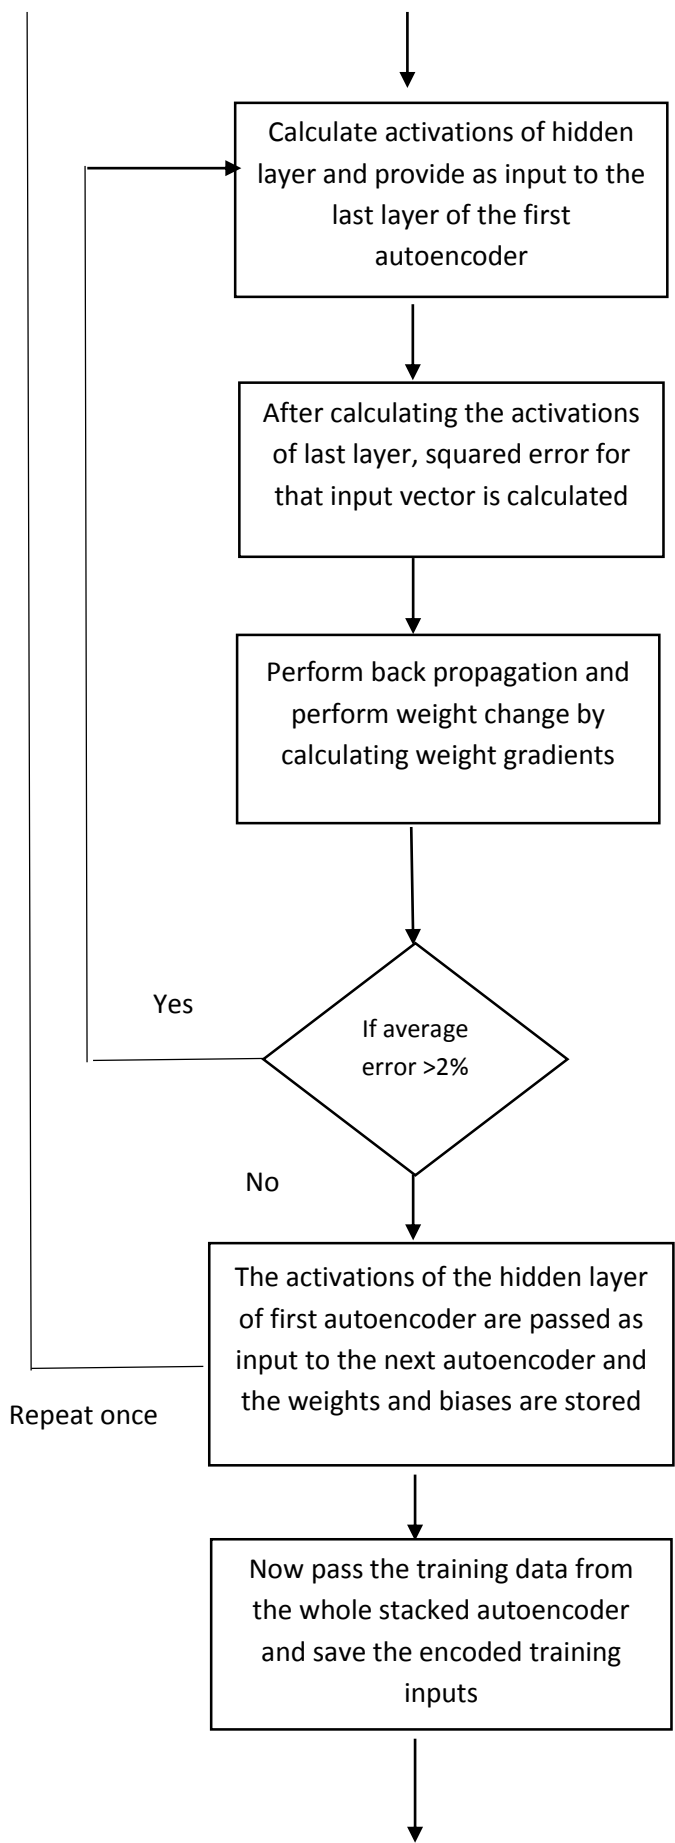 Calculate activations of hidden
layer and provide as input to the
last layer of the first
autoencoder
After calculating the activations
of last layer, squared error for
that input vector is calculated
Perform back propagation and
perform weight change by
calculating weight gradients
Yes
If average
error >2%
No
The activations of the hidden layer
of first autoencoder are passed as
input to the next autoencoder and
the weights and biases are stored
Repeat once
Now pass the training data from
the whole stacked autoencoder
and save the encoded training
inputs